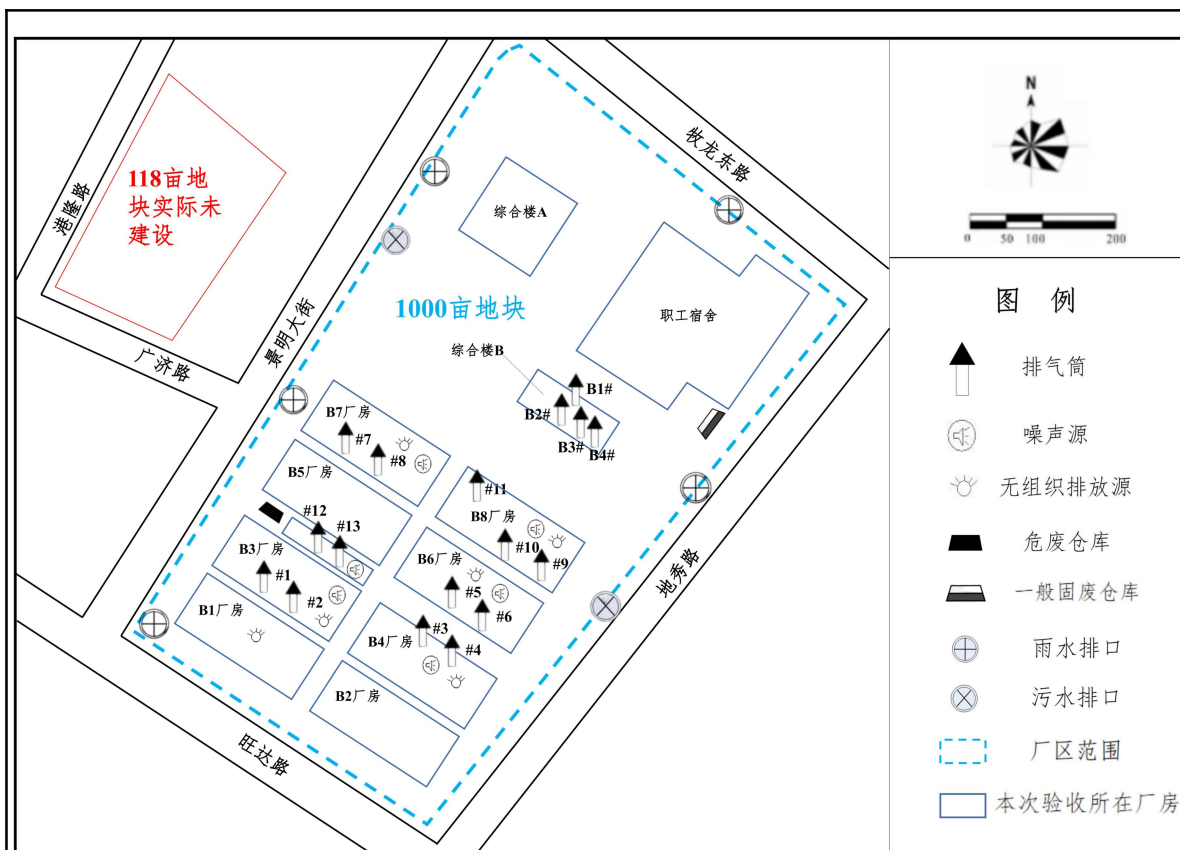 牧龙东路
118亩地
块实际未
建设
港隆路
综合楼A
1000亩地块
职工宿舍
景明大街
广济路
综合楼B
B1#
B2#
B3#
B4#
B7厂房
#7
#8
B5厂房
#11
B8厂房
#10
#9
#12
#13
B3厂房
#1
#2
B6厂房
#5
#6
B1厂房
#3
B4厂房
#4
B2厂房
地秀路
旺达路
N
0 50 100 200
图 例
排气筒
噪声源
无组织排放源
危废仓库
一般固废仓库
雨水排口
污水排口
厂区范围
本次验收所在厂房